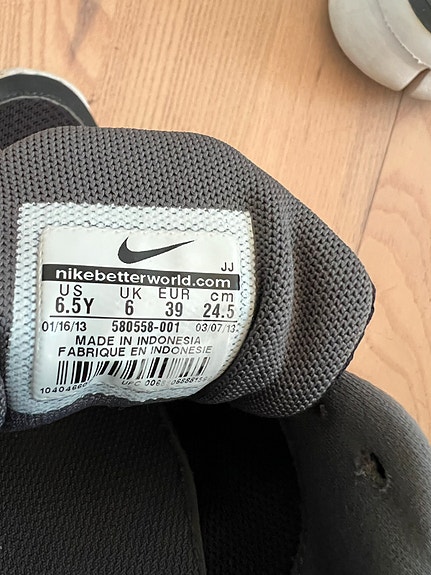 JJ
nikebetterworld.com
US UK EUR cm
6.5Y 6 39 24.5
01/16/13 580558-001 03/07/13
MADE IN INDONESIA
FABRIQUE EN INDONESIE
UPC